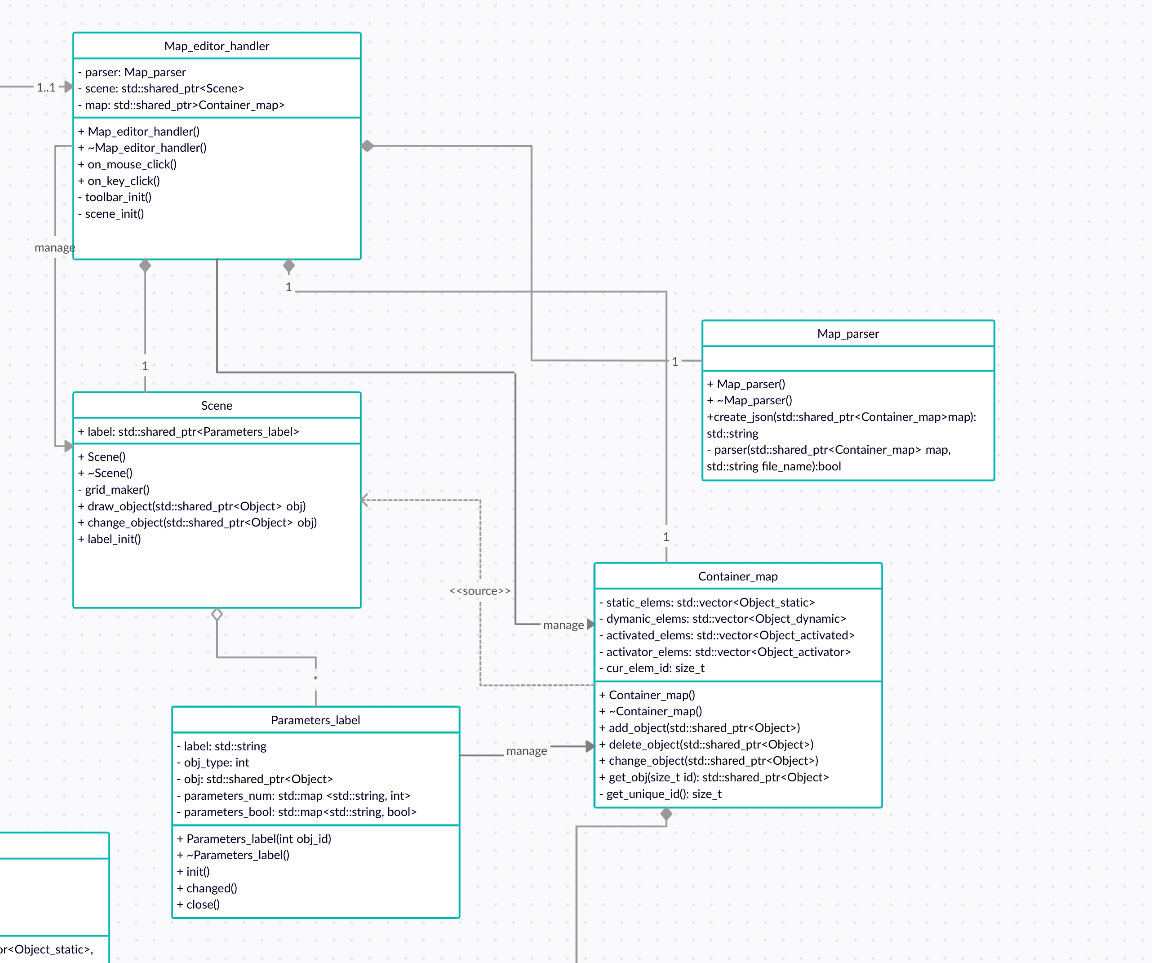 Map_editor_handler
- parser: Map_parser
- scene: std::shared_ptr<Scene>
- map: std::shared_ptr>Container_map>
+ Map_editor_handler()
+ ~Map_editor_handler()
+ on_mouse_click()
+ on_key_click()
- toolbar_init()
- scene_init()
1..1
manage
1
1
1
1
Map_parser
+ Map_parser()
+ ~Map_parser()
+create_json(std::shared_ptr<Container_map>map):
std::string
- parser(std::shared_ptr<Container_map> map,
std::string file_name):bool
Scene
+ label: std::shared_ptr<Parameters_label>
+ Scene()
+ ~Scene()
- grid_maker()
+ draw_object(std::shared_ptr<Object> obj)
+ change_object(std::shared_ptr<Object> obj)
+ label_init()
<<source>>
manage
Container_map
- static_elems: std::vector<Object_static>
- dymanic_elems: std::vector<Object_dynamic>
- activated_elems: std::vector<Object_activated>
- activator_elems: std::vector<Object_activator>
- cur_elem_id: size_t
+ Container_map()
+ ~Container_map()
+ add_object(std::shared_ptr<Object>)
+ delete_object(std::shared_ptr<Object>)
+ change_object(std::shared_ptr<Object>)
+ get_obj(size_t id): std::shared_ptr<Object>
- get_unique_id(): size_t
*
Parameters_label
- label: std::string
- obj_type: int
- obj: std::shared_ptr<Object>
- parameters_num: std::map <std::string, int>
- parameters_bool: std::map<std::string, bool>
+ Parameters_label(int obj_id)
+ ~Parameters_label()
+ init()
+ changed()
+ close()
manage
or<Object_static>,